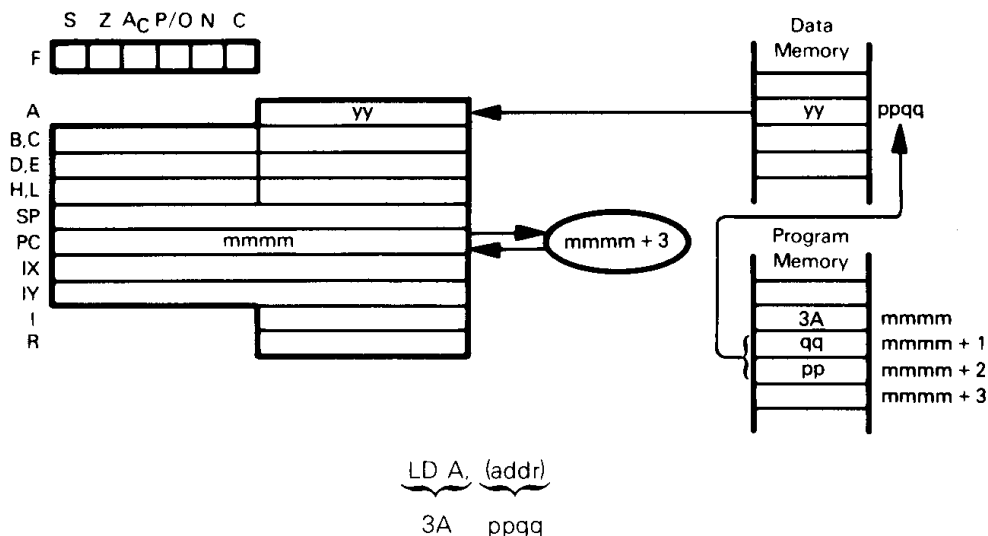 S Z AC P/O N C
F
A yy
B,C
D,E
H,L
SP
PC mmmm
IX
IY
I
R
mmmm + 3
Data
Memory
yy ppqq
Program
Memory
3A mmmm
qq mmmm + 1
pp mmmm + 2
mmmm + 3
LD A, (addr)
3A ppqq